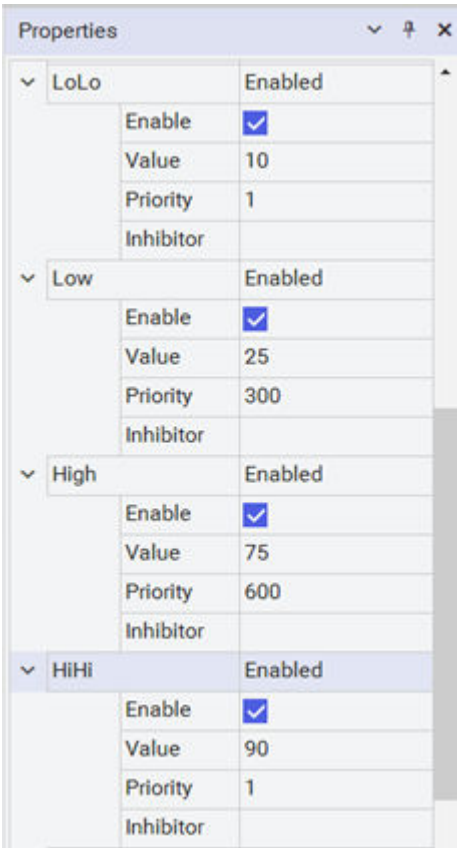 Properties
LoLo Enabled
Enable
Value 10
Priority 1
Inhibitor
Low Enabled
Enable
Value 25
Priority 300
Inhibitor
High Enabled
Enable
Value 75
Priority 600
Inhibitor
HiHi Enabled
Enable
Value 90
Priority 1
Inhibitor